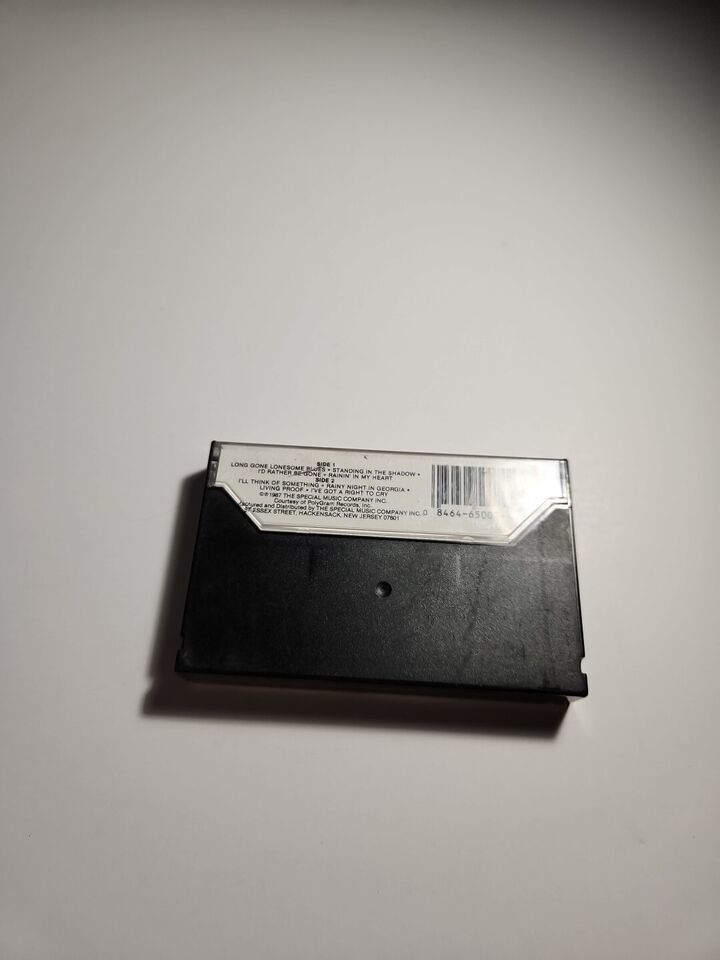 SIDE 1
LONG GONE LONESOME BLUES • STANDING IN THE SHADOW •
I'D RATHER BE GONE • RAININ' IN MY HEART
SIDE 2
I'LL THINK OF SOMETHING • RAINY NIGHT IN GEORGIA •
LIVING PROOF • I'VE GOT A RIGHT TO CRY
©℗1987 THE SPECIAL MUSIC COMPANY INC.
Courtesy of PolyGram Records, Inc.
and Distributed by THE SPECIAL MUSIC COMPANY INC.
ESSEX STREET, HACKENSACK, NEW JERSEY 07601
0 8464-6500